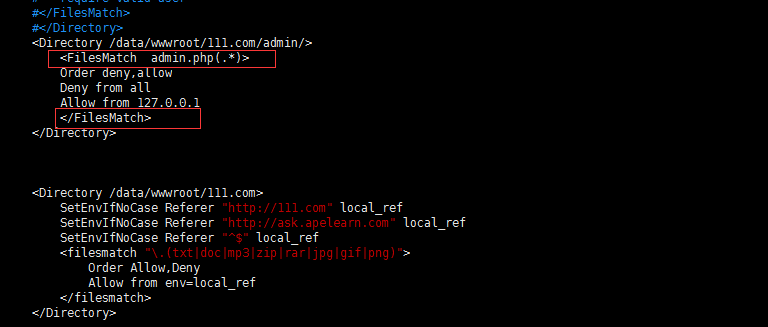 #</FilesMatch>
#</Directory>
<Directory /data/wwwroot/111.com/admin/>
<FilesMatch  admin.php(.*)>
Order deny,allow
Deny from all
Allow from 127.0.0.1
</FilesMatch>
</Directory>
<Directory /data/wwwroot/111.com>
SetEnvIfNoCase Referer "http://111.com" local_ref
SetEnvIfNoCase Referer "http://ask.apelearn.com" local_ref
SetEnvIfNoCase Referer "^$" local_ref
<filesmatch "\.(txt|doc|mp3|zip|rar|jpg|gif|png)">
Order Allow,Deny
Allow from env=local_ref
</filesmatch>
</Directory>